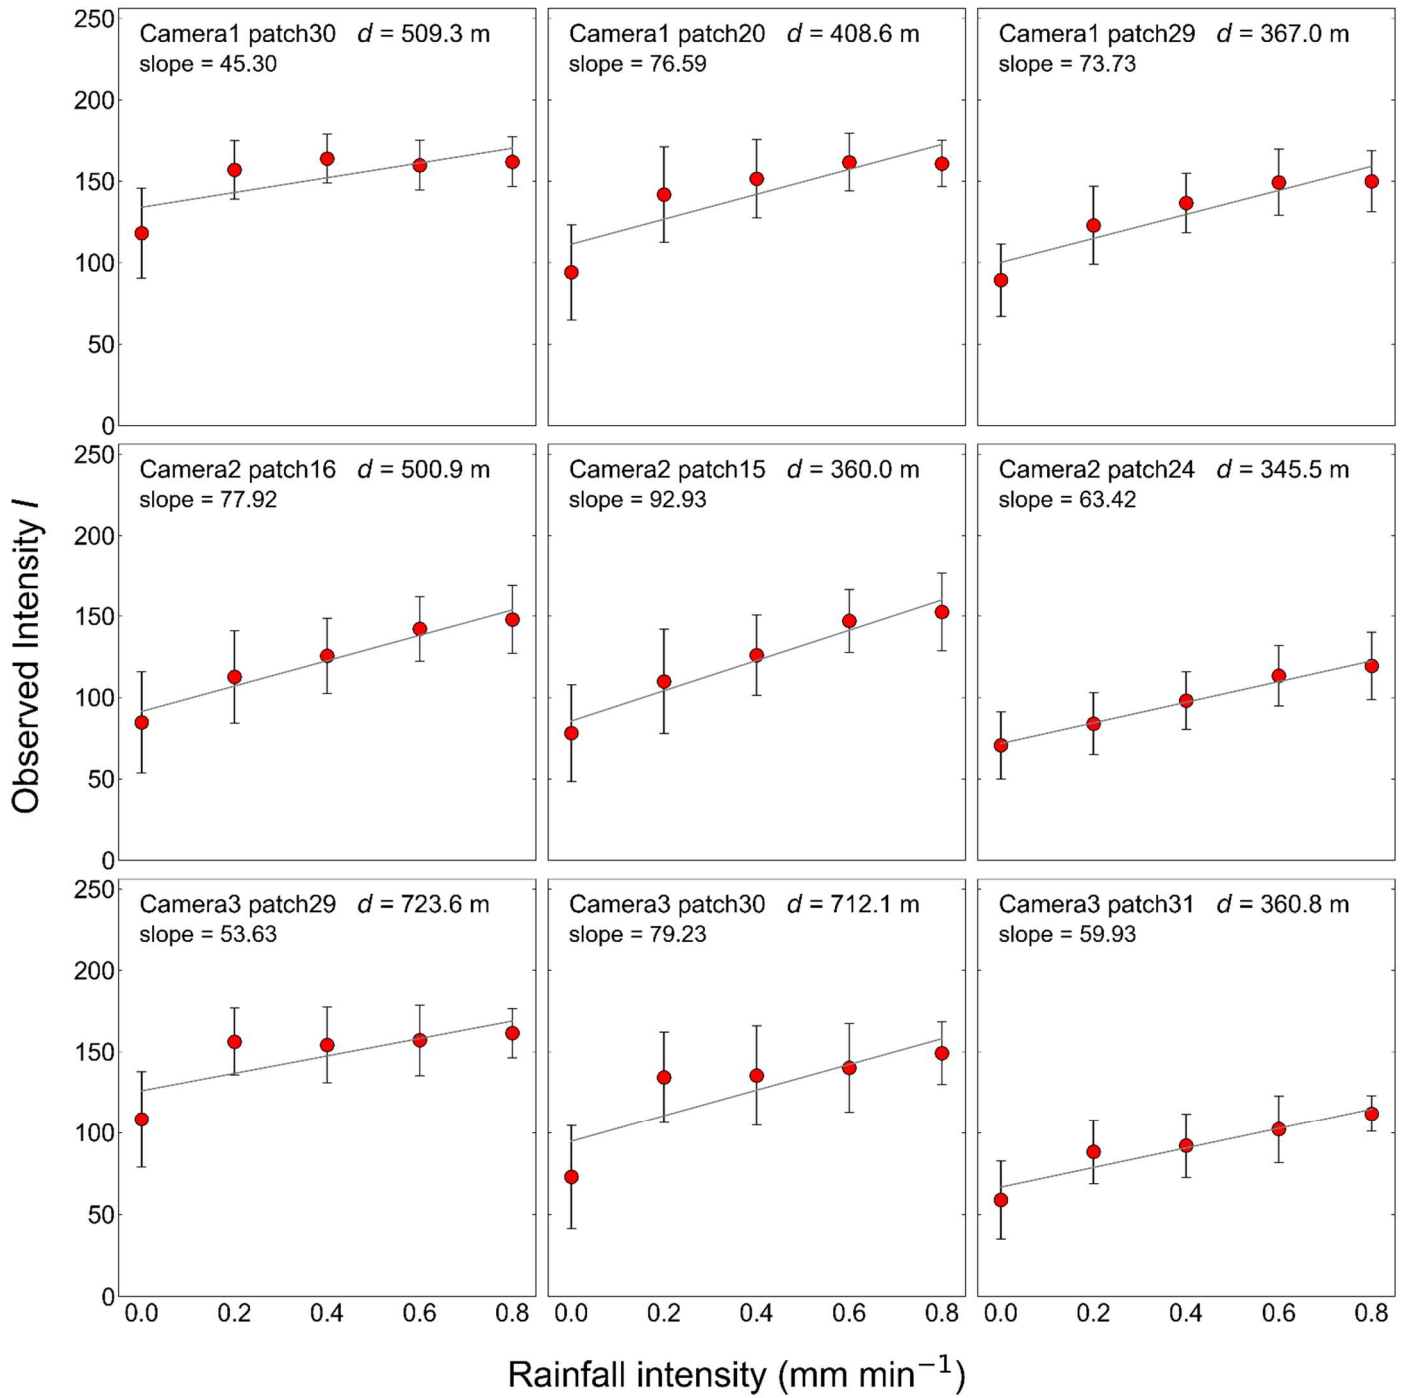 Camera1 patch30 d = 509.3 m
slope = 45.30
Camera1 patch20 d = 408.6 m
slope = 76.59
Camera1 patch29 d = 367.0 m
slope = 73.73
250
200
150
100
50
0
Camera2 patch16 d = 500.9 m
slope = 77.92
Camera2 patch15 d = 360.0 m
slope = 92.93
Camera2 patch24 d = 345.5 m
slope = 63.42
250
200
150
100
50
0
Observed Intensity I
Camera3 patch29 d = 723.6 m
slope = 53.63
Camera3 patch30 d = 712.1 m
slope = 79.23
Camera3 patch31 d = 360.8 m
slope = 59.93
250
200
150
100
50
0
0.0 0.2 0.4 0.6 0.8
0.0 0.2 0.4 0.6 0.8
0.0 0.2 0.4 0.6 0.8
Rainfall intensity (mm min⁻¹)